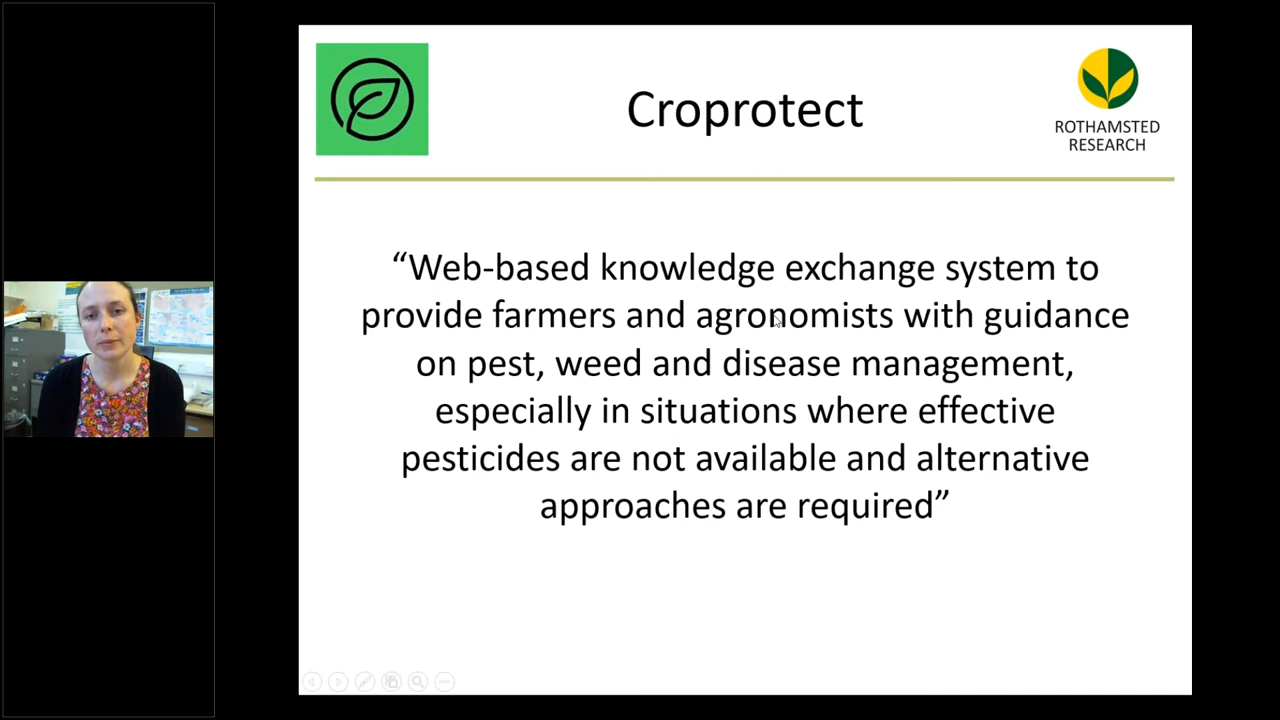 Croprotect
ROTHAMSTED
RESEARCH
“Web-based knowledge exchange system to
provide farmers and agronomists with guidance
on pest, weed and disease management,
especially in situations where effective
pesticides are not available and alternative
approaches are required”